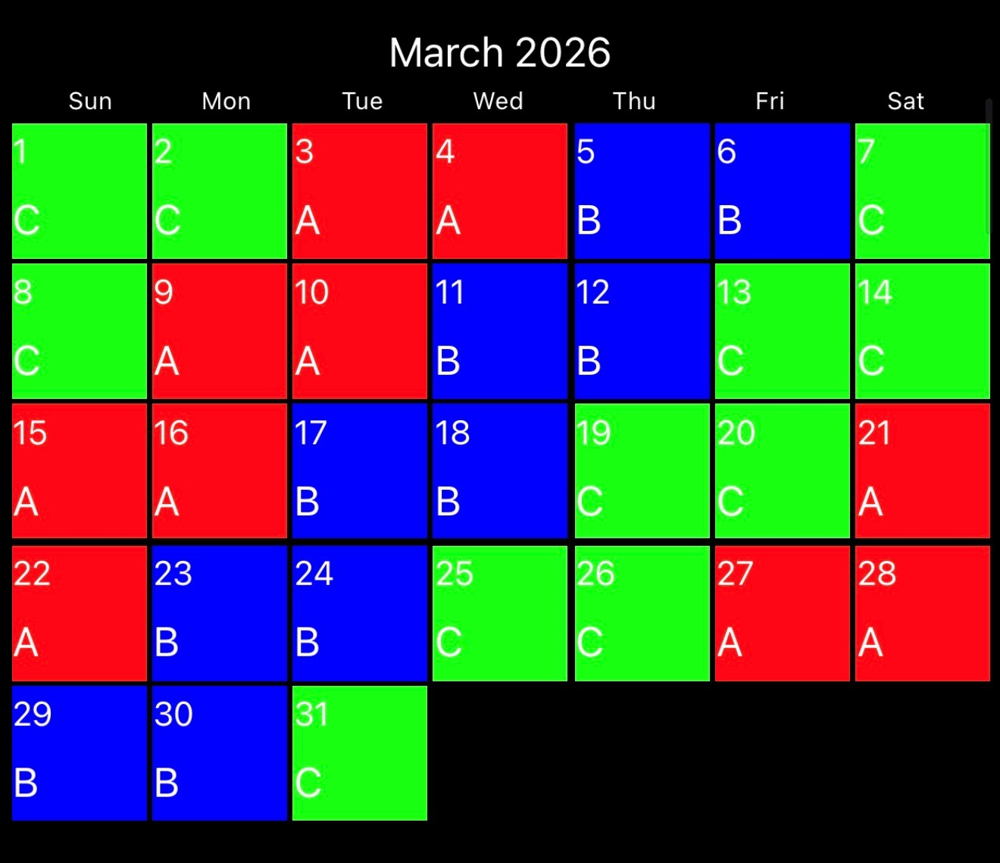 March 2026
Sun Mon Tue Wed Thu Fri Sat
1 2 3 4 5 6 7
C C A A B B C
8 9 10 11 12 13 14
C A A B B C C
15 16 17 18 19 20 21
A A B B C C A
22 23 24 25 26 27 28
A B B C C A A
29 30 31
B B C